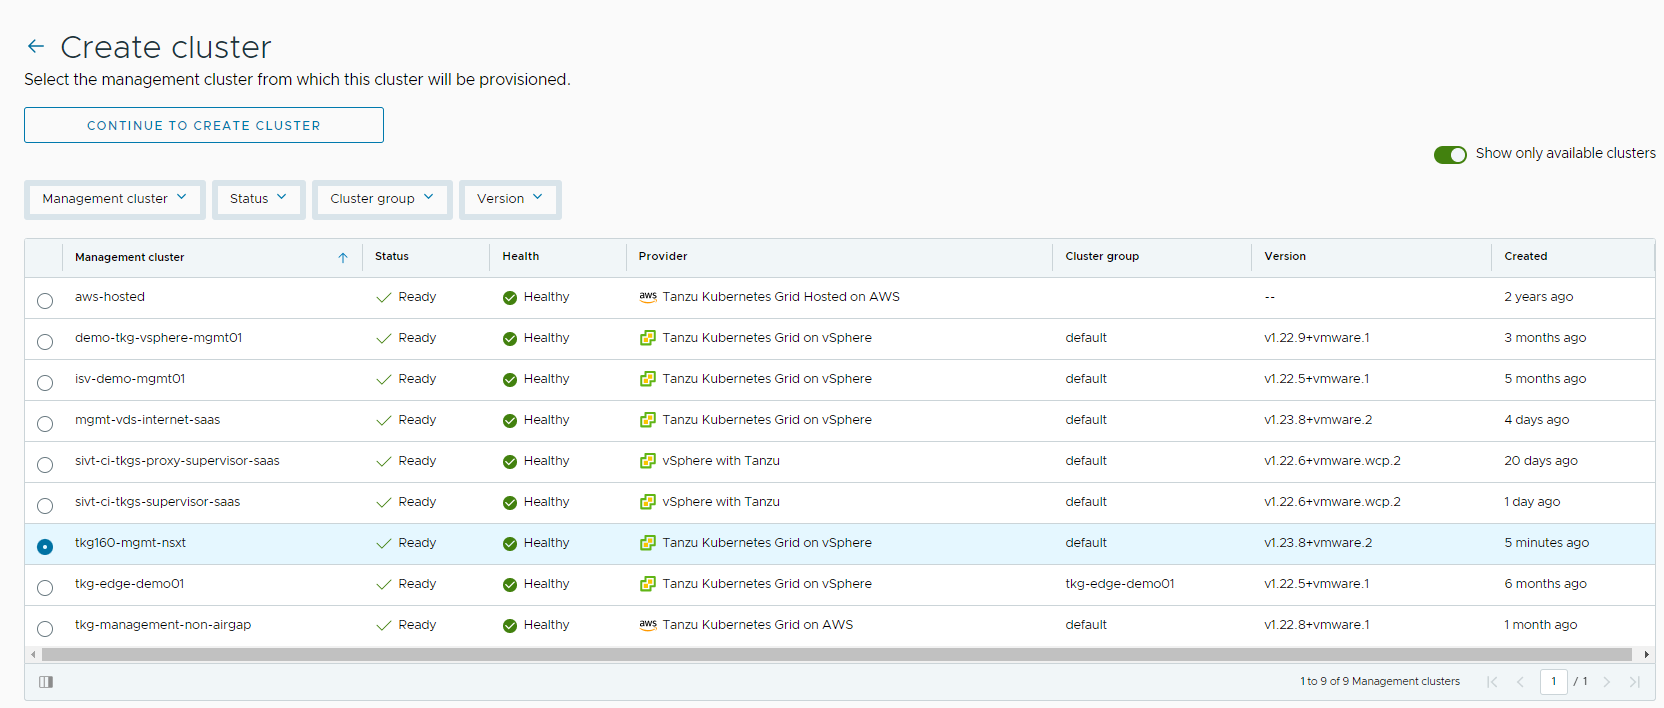 Create cluster
Select the management cluster from which this cluster will be provisioned.
CONTINUE TO CREATE CLUSTER
Show only available clusters
Management cluster Status Cluster group Version
Management cluster Status Health Provider Cluster group Version Created
aws-hosted Ready Healthy aws Tanzu Kubernetes Grid Hosted on AWS -- 2 years ago
demo-tkg-vsphere-mgmt01 Ready Healthy Tanzu Kubernetes Grid on vSphere default v1.22.9+vmware.1 3 months ago
isv-demo-mgmt01 Ready Healthy Tanzu Kubernetes Grid on vSphere default v1.22.5+vmware.1 5 months ago
mgmt-vds-internet-saas Ready Healthy Tanzu Kubernetes Grid on vSphere default v1.23.8+vmware.2 4 days ago
sivt-ci-tkgs-proxy-supervisor-saas Ready Healthy vSphere with Tanzu default v1.22.6+vmware.wcp.2 20 days ago
sivt-ci-tkgs-supervisor-saas Ready Healthy vSphere with Tanzu default v1.22.6+vmware.wcp.2 1 day ago
tkg160-mgmt-nsxt Ready Healthy Tanzu Kubernetes Grid on vSphere default v1.23.8+vmware.2 5 minutes ago
tkg-edge-demo01 Ready Healthy Tanzu Kubernetes Grid on vSphere tkg-edge-demo01 v1.22.5+vmware.1 6 months ago
tkg-management-non-airgap Ready Healthy aws Tanzu Kubernetes Grid on AWS default v1.22.8+vmware.1 1 month ago
1 to 9 of 9 Management clusters 1 / 1